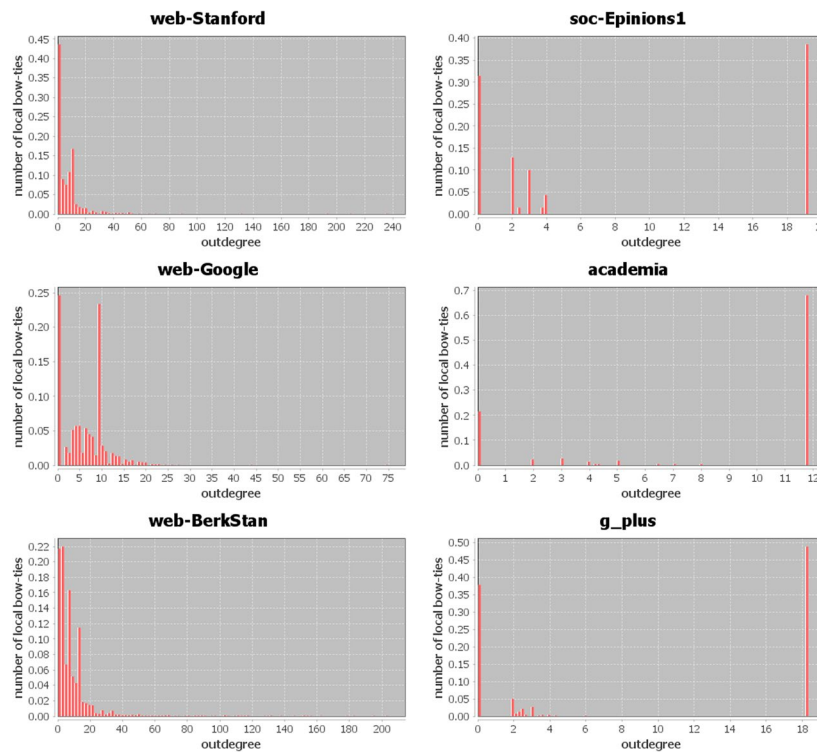 web-Stanford
number of local bow-ties
0.45
0.40
0.35
0.30
0.25
0.20
0.15
0.10
0.05
0.00
0 20 40 60 80 100 120 140 160 180 200 220 240
outdegree
soc-Epinions1
number of local bow-ties
0.40
0.35
0.30
0.25
0.20
0.15
0.10
0.05
0.00
0 2 4 6 8 10 12 14 16 18
outdegree
web-Google
number of local bow-ties
0.25
0.20
0.15
0.10
0.05
0.00
0 5 10 15 20 25 30 35 40 45 50 55 60 65 70 75
outdegree
academia
number of local bow-ties
0.7
0.6
0.5
0.4
0.3
0.2
0.1
0.0
0 1 2 3 4 5 6 7 8 9 10 11 12
outdegree
web-BerkStan
number of local bow-ties
0.22
0.20
0.18
0.16
0.14
0.12
0.10
0.08
0.06
0.04
0.02
0.00
0 20 40 60 80 100 120 140 160 180 200
outdegree
g_plus
number of local bow-ties
0.50
0.45
0.40
0.35
0.30
0.25
0.20
0.15
0.10
0.05
0.00
0 2 4 6 8 10 12 14 16 18
outdegree